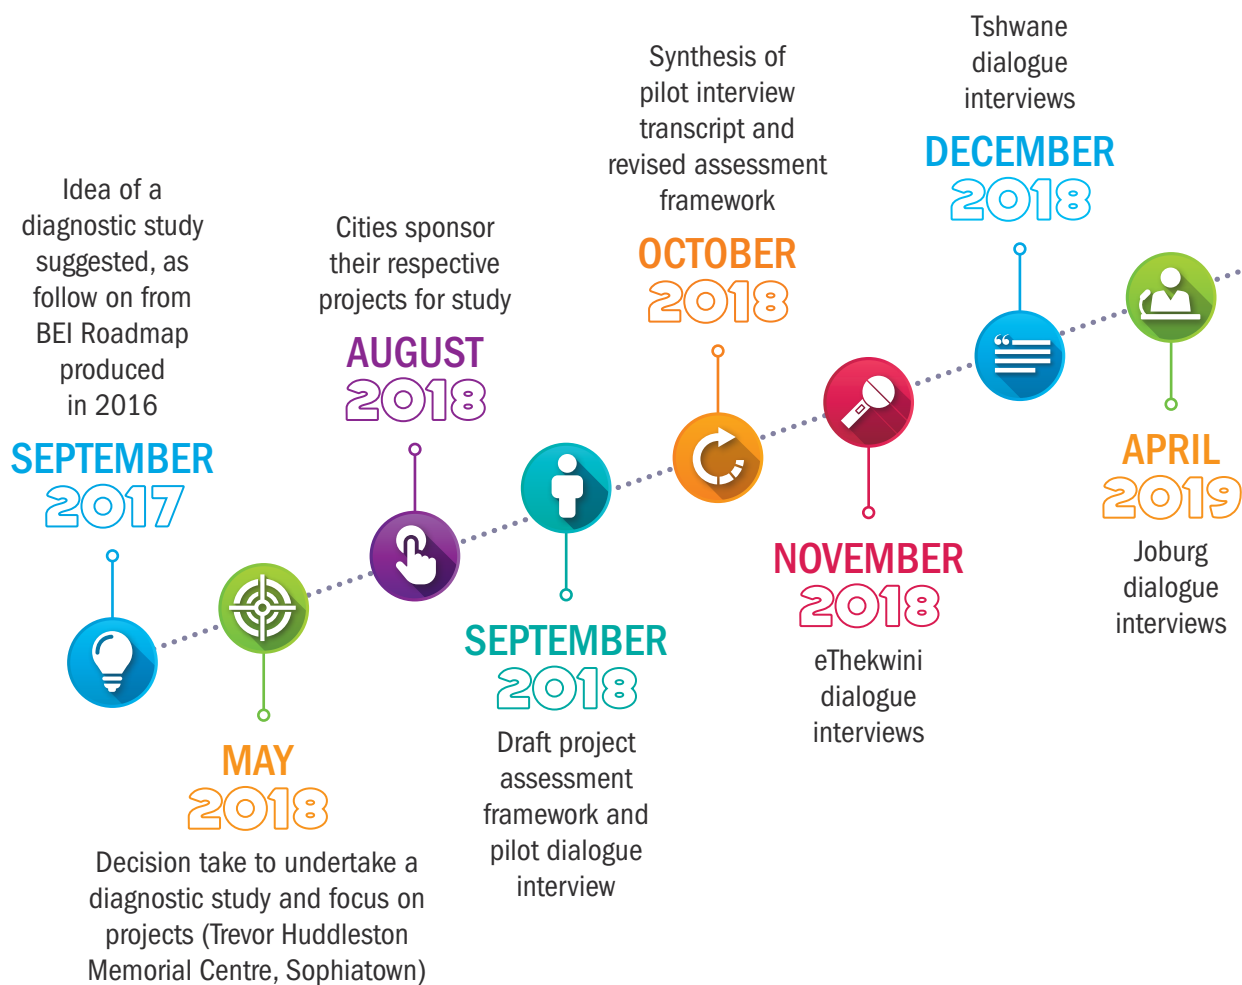 Idea of a
diagnostic study
suggested, as
follow on from
BEI Roadmap
produced
in 2016
SEPTEMBER
2017
MAY
2018
Decision take to undertake a
diagnostic study and focus on
projects (Trevor Huddleston
Memorial Centre, Sophiatown)
Cities sponsor
their respective
projects for study
AUGUST
2018
SEPTEMBER
2018
Draft project
assessment
framework and
pilot dialogue
interview
Synthesis of
pilot interview
transcript and
revised assessment
framework
OCTOBER
2018
NOVEMBER
2018
eThekwini
dialogue
interviews
Tshwane
dialogue
interviews
DECEMBER
2018
APRIL
2019
Joburg
dialogue
interviews